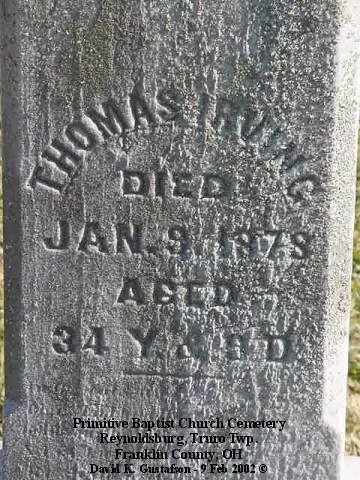 THOMAS IRVING
DIED
JAN. 9, 1878
AGED
34 Y & 8 D
Primitive Baptist Church Cemetery
Reynoldsburg, Truro Twp.
Franklin County, OH
David K. Gustafson - 9 Feb 2002 ©